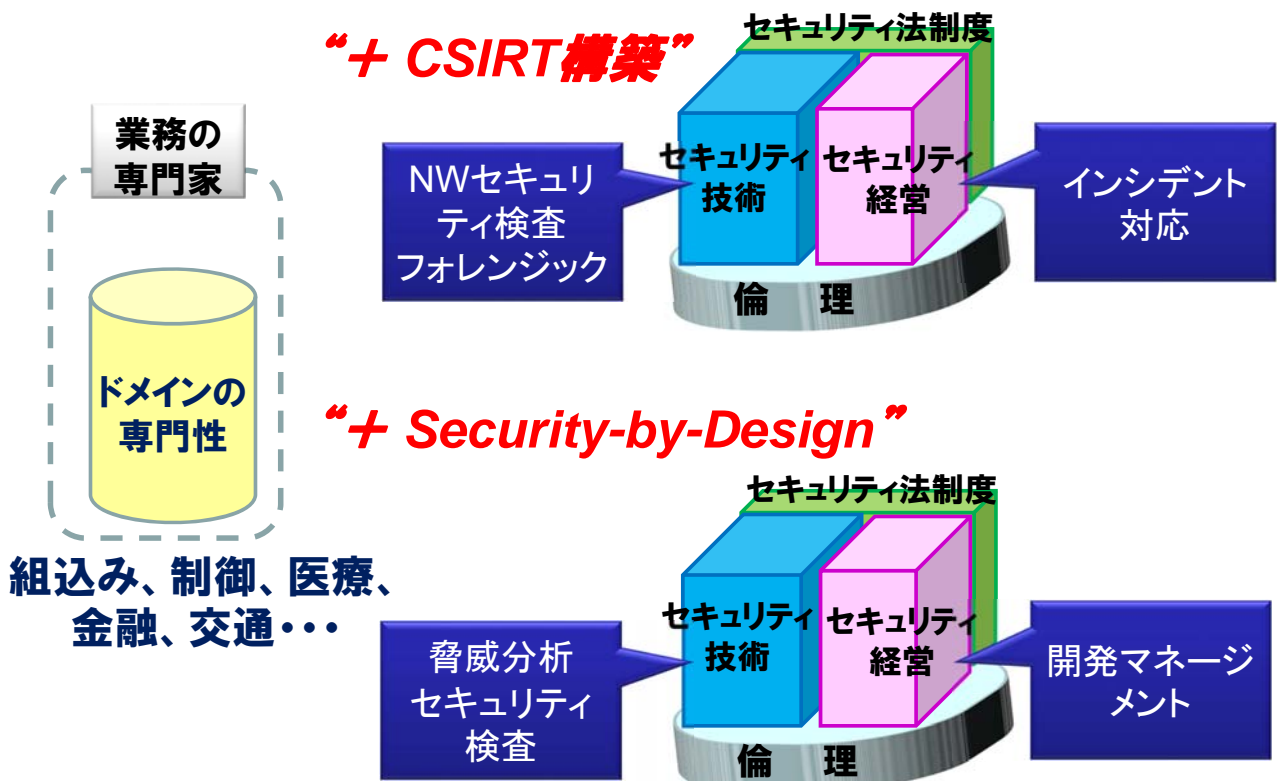 業務の
専門家
ドメインの
専門性
組込み、制御、医療、
金融、交通・・・
“＋ CSIRT構築”
セキュリティ法制度
セキュリティ
技術
セキュリティ
経営
倫　理
NWセキュリ
ティ検査
フォレンジック
インシデント
対応
“＋ Security-by-Design”
セキュリティ法制度
セキュリティ
技術
セキュリティ
経営
倫　理
脅威分析
セキュリティ
検査
開発マネージ
メント